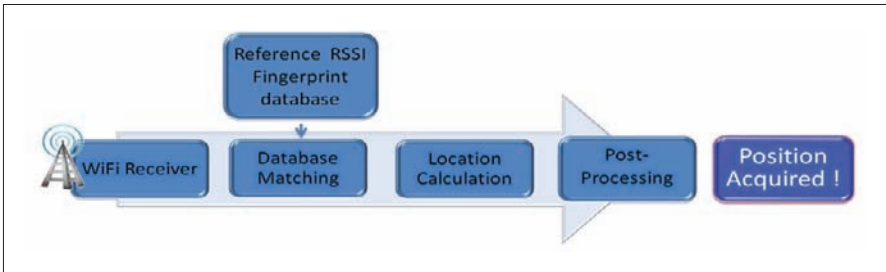 Reference RSSI
Fingerprint
database
WiFi Receiver
Database
Matching
Location
Calculation
Post-
Processing
Position
Acquired !